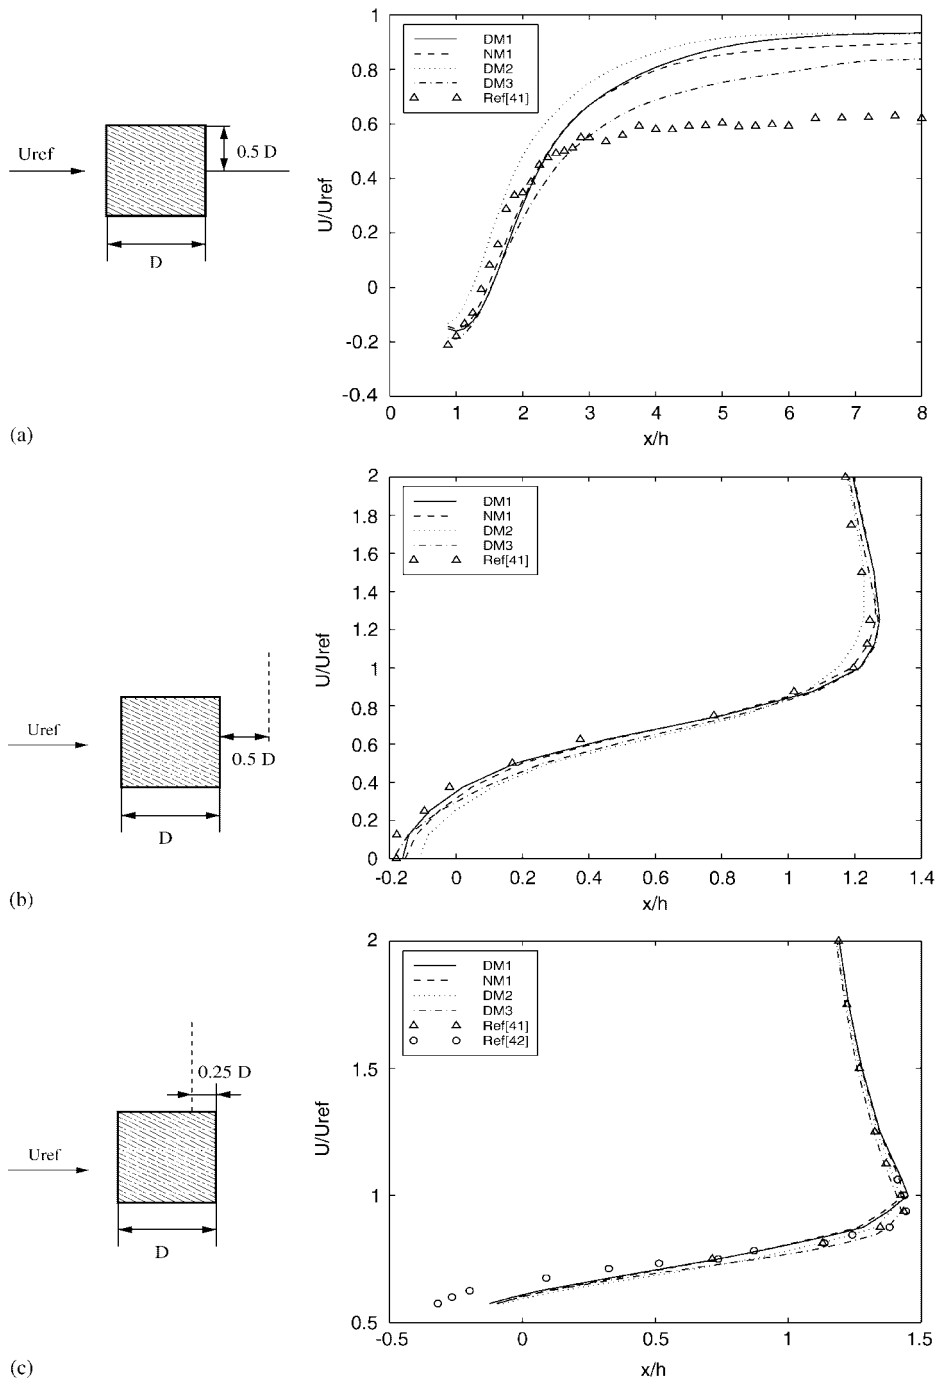 Uref
0.5 D
D
(a)
1
0.8
0.6
0.4
0.2
0
-0.2
-0.4
U/Uref
DM1
NM1
DM2
DM3
Ref[41]
0 1 2 3 4 5 6 7 8
x/h
Uref
0.5 D
D
(b)
2
1.8
1.6
1.4
1.2
1
0.8
0.6
0.4
0.2
0
U/Uref
DM1
NM1
DM2
DM3
Ref[41]
-0.2 0 0.2 0.4 0.6 0.8 1 1.2 1.4
x/h
0.25 D
Uref
D
(c)
2
1.5
1
0.5
U/Uref
DM1
NM1
DM2
DM3
Ref[41]
Ref[42]
-0.5 0 0.5 1 1.5
x/h